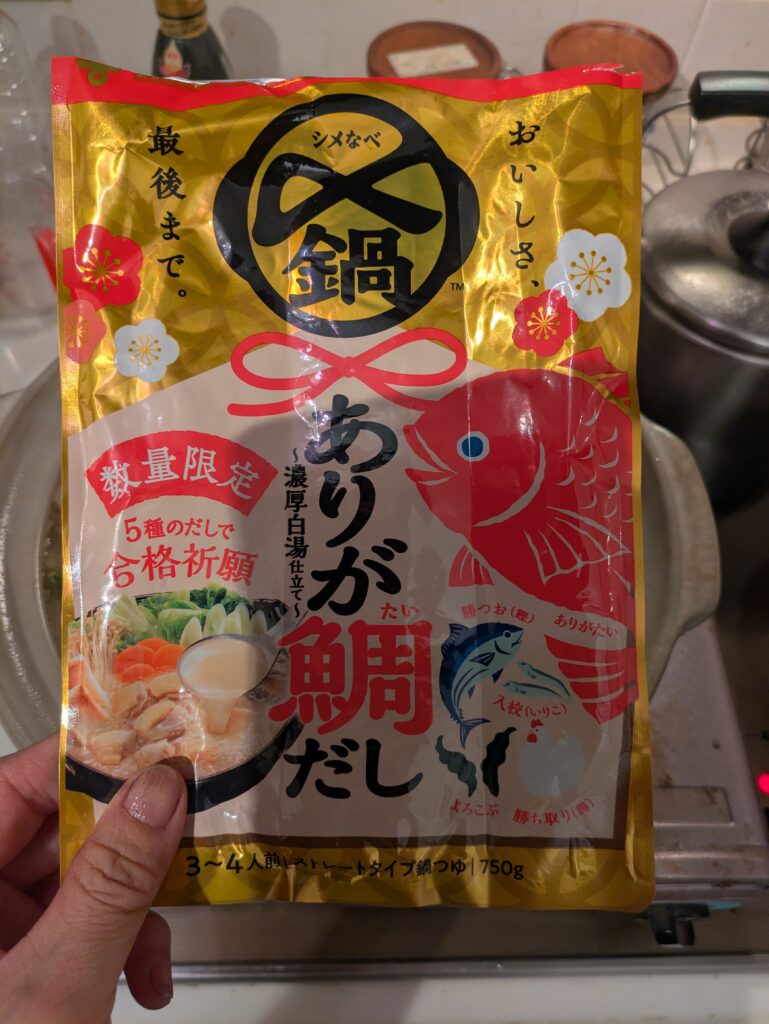 おいしさ、
最後まで。
シメなべ
〆鍋
TM
ありが鯛だし
たい
〜濃厚白湯仕立て〜
数量限定
5種のだしで
合格祈願
勝つお(鰹)
ありがたい
入校(いりこ)
よろこぶ
勝ち取り(鶏)
3〜4人前 ストレートタイプ鍋つゆ | 750g